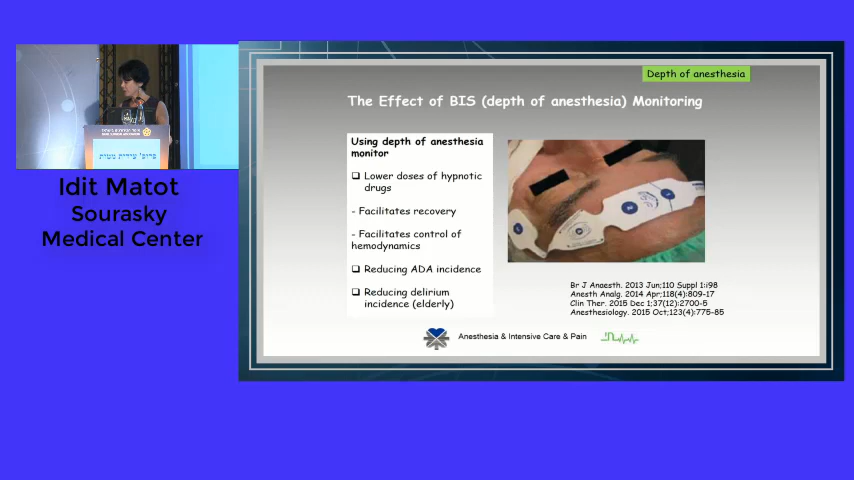 Depth of anesthesia
The Effect of BIS (depth of anesthesia) Monitoring
Using depth of anesthesia
monitor
❑ Lower doses of hypnotic
drugs
- Facilitates recovery
- Facilitates control of
hemodynamics
❑ Reducing ADA incidence
❑ Reducing delirium
incidence (elderly)
Br J Anaesth. 2013 Jun;110 Suppl 1:i98
Anesth Analg. 2014 Apr;118(4):809-17
Clin Ther. 2015 Dec 1;37(12):2700-5
Anesthesiology. 2015 Oct;123(4):775-85
Anesthesia & Intensive Care & Pain
פרופ' עידית מטות
Idit Matot
Sourasky
Medical Center